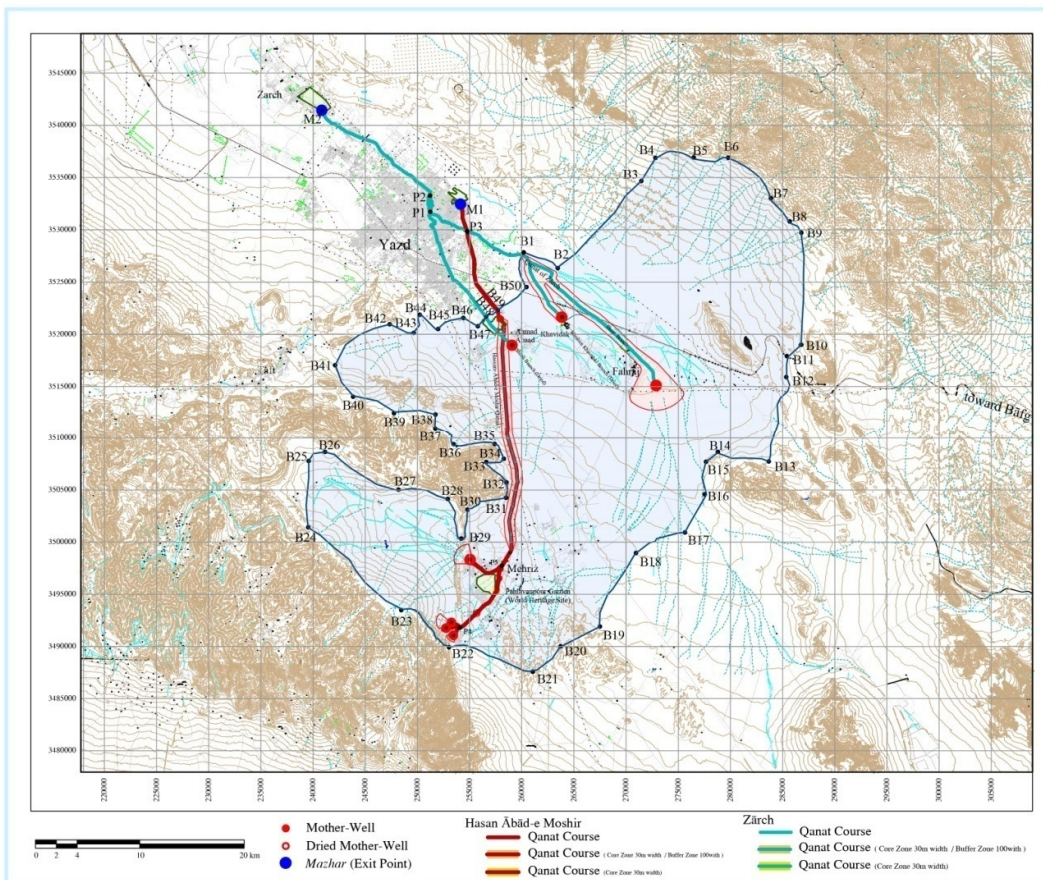 3545000
3540000
3535000
3530000
3525000
3520000
3515000
3510000
3505000
3500000
3495000
3490000
3485000
3480000
Zarch
M2
P2
P1
M1
P3
Yazd
B1
B2
B3
B4
B5
B6
B7
B8
B9
B10
B11
B12
B13
B14
B15
B16
B17
B18
B19
B20
B21
B22
B23
B24
B25
B26
B27
B28
B29
B30
B31
B32
B33
B34
B35
B36
B37
B38
B39
B40
B41
B42
B43
B44
B45
B46
B47
B48
B49
B50
Khavidak
Fahraj
toward Bāfg
Mehriz
Pahlavanpour Garden
(World Heritage Site)
P4
220000
225000
230000
235000
240000
245000
250000
255000
260000
265000
270000
275000
280000
285000
290000
295000
300000
305000
0 2 4 10 20 km
Mother-Well
Dried Mother-Well
Mazhar (Exit Point)
Hasan Ābād-e Moshir
Qanat Course
Qanat Course ( Core Zone 30m width / Buffer Zone 100with )
Qanat Course (Core Zone 30m width)
Zārch
Qanat Course
Qanat Course ( Core Zone 30m width / Buffer Zone 100with )
Qanat Course (Core Zone 30m width)